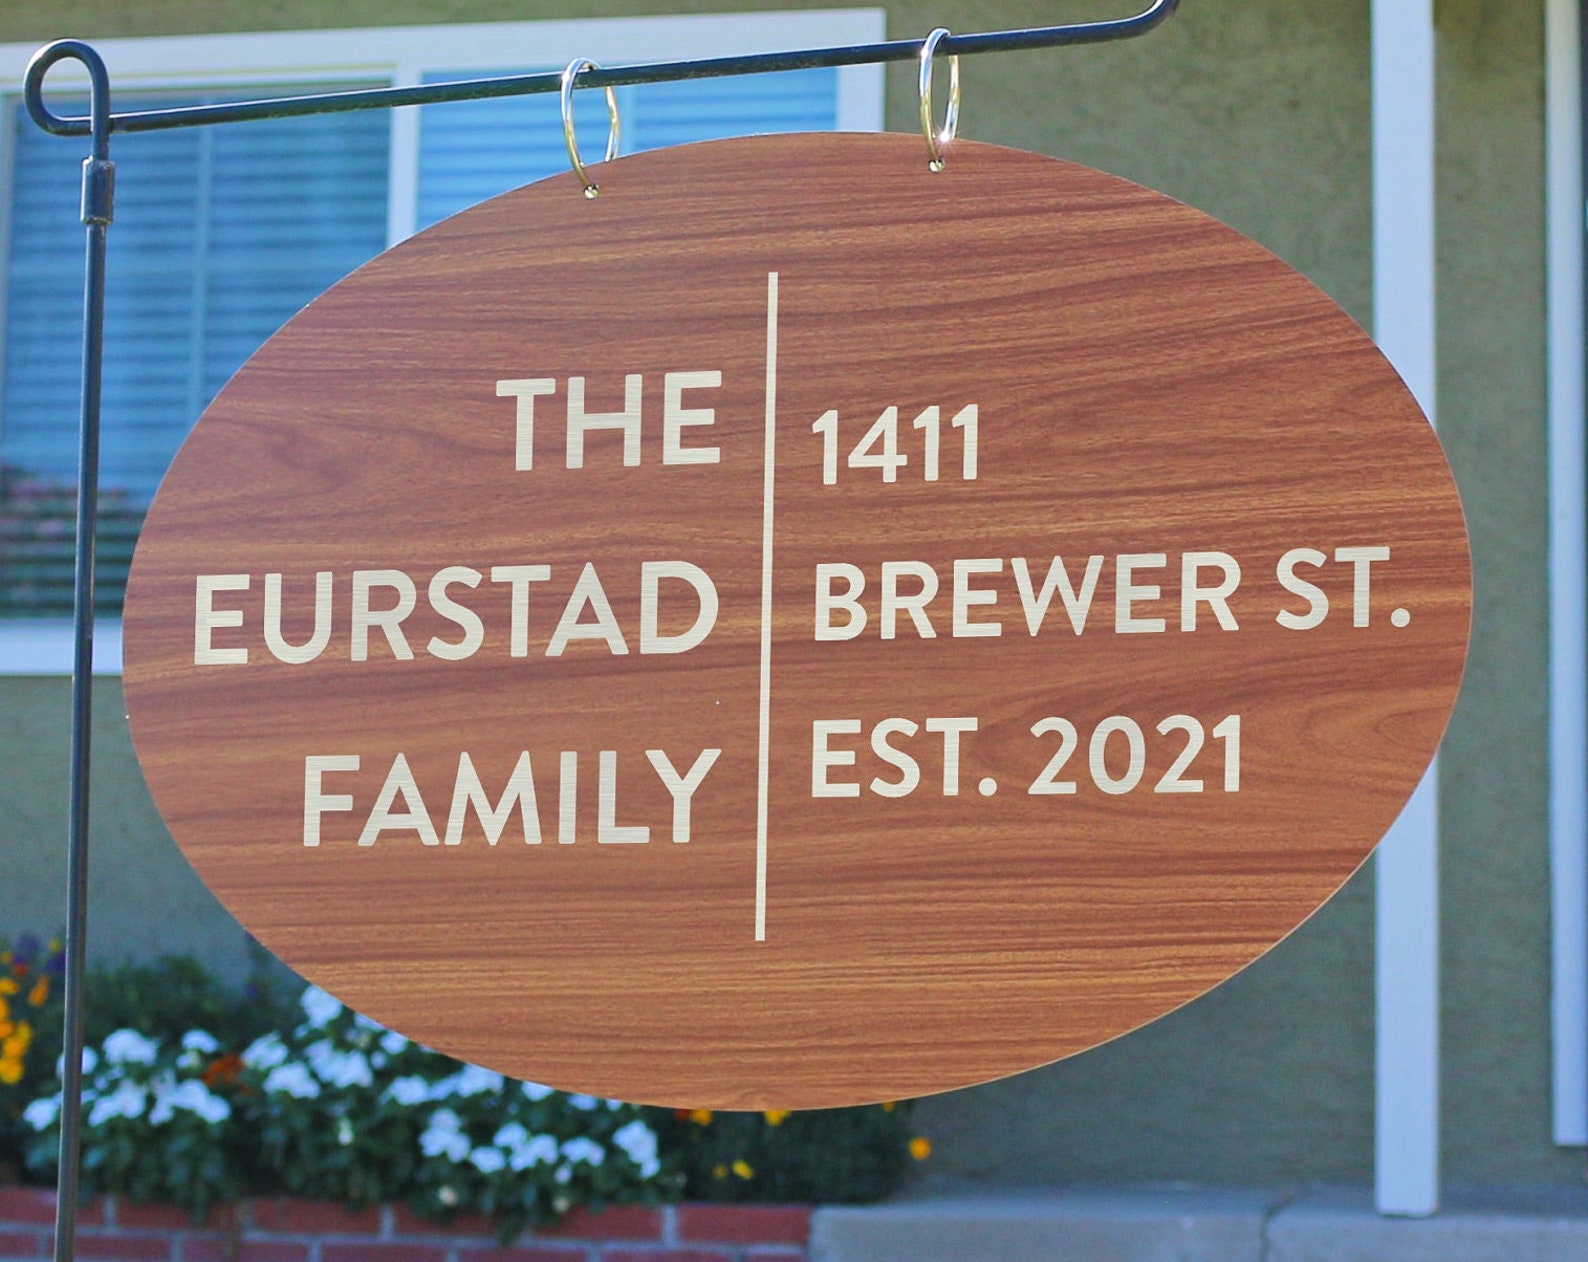 THE
EURSTAD
FAMILY
1411
BREWER ST.
EST. 2021